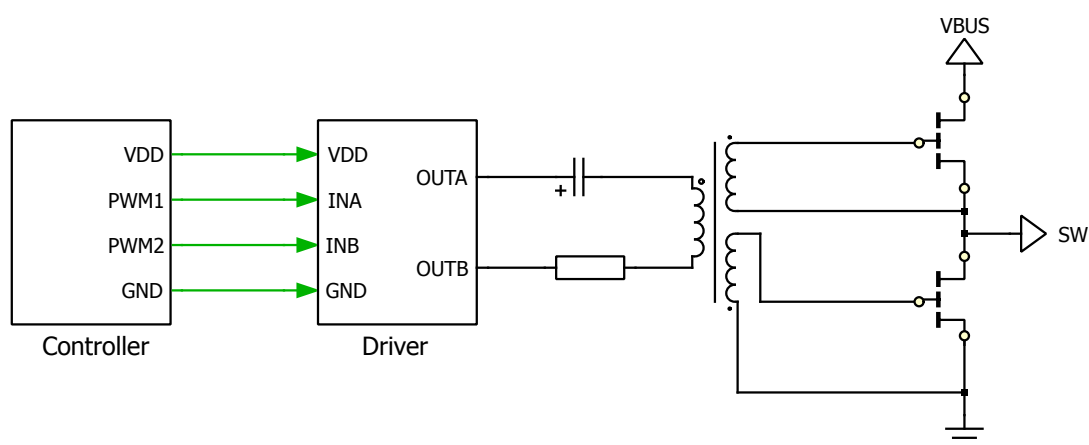 VBUS
VDD
VDD
OUTA
PWM1
INA
PWM2
INB
SW
OUTB
GND
GND
+
Controller
Driver